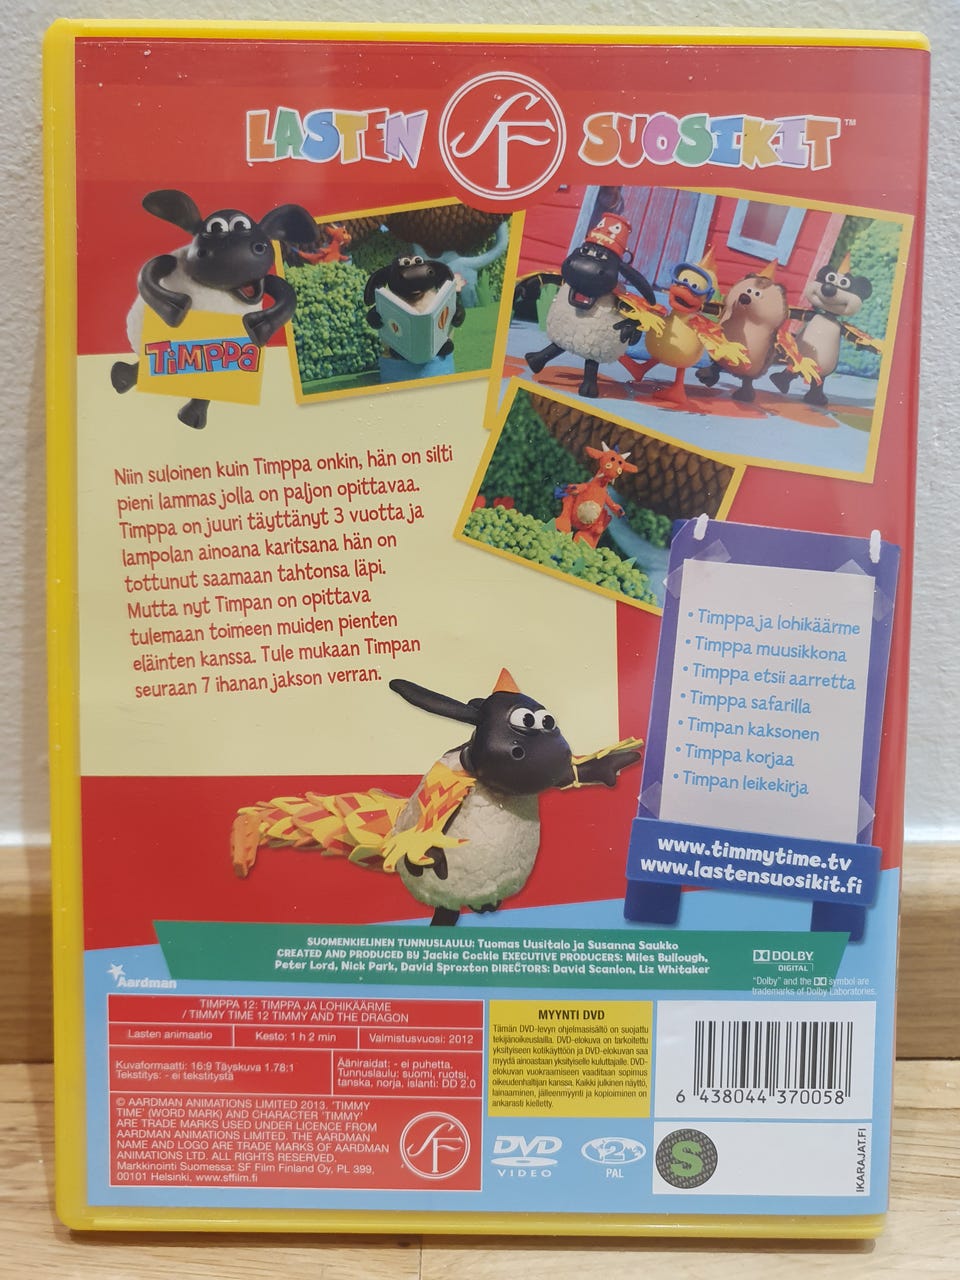 LASTEN SF SUOSIKIT™
TIMPPA
Niin suloinen kuin Timppa onkin, hän on silti
pieni lammas jolla on paljon opittavaa.
Timppa on juuri täyttänyt 3 vuotta ja
lampolan ainoana karitsana hän on
tottunut saamaan tahtonsa läpi.
Mutta nyt Timpan on opittava
tulemaan toimeen muiden pienten
eläinten kanssa. Tule mukaan Timpan
seuraan 7 ihanan jakson verran.
• Timppa ja lohikäärme
• Timppa muusikkona
• Timppa etsii aarretta
• Timppa safarilla
• Timpan kaksonen
• Timppa korjaa
• Timpan leikekirja
www.timmytime.tv
www.lastensuosikit.fi
SUOMENKIELINEN TUNNUSLAULU: Tuomas Uusitalo ja Susanna Saukko
CREATED AND PRODUCED BY Jackie Cockle EXECUTIVE PRODUCERS: Miles Bullough,
Peter Lord, Nick Park, David Sproxton DIRECTORS: David Scanlon, Liz Whitaker
DOLBY
DIGITAL
"Dolby" and the DD symbol are
trademarks of Dolby Laboratories.
Aardman
TIMPPA 12: TIMPPA JA LOHIKÄÄRME
/ TIMMY TIME 12 TIMMY AND THE DRAGON
Lasten animaatio Kesto: 1 h 2 min Valmistusvuosi: 2012
Kuvaformaatti: 16:9 Täyskuva 1.78:1
Tekstitys: - ei tekstitystä
Ääniraidat: - ei puhetta.
Tunnuslaulu: suomi, ruotsi,
tanska, norja, islanti: DD 2.0
© AARDMAN ANIMATIONS LIMITED 2013. 'TIMMY
TIME' (WORD MARK) AND CHARACTER 'TIMMY'
ARE TRADE MARKS USED UNDER LICENCE FROM
AARDMAN ANIMATIONS LIMITED. THE AARDMAN
NAME AND LOGO ARE TRADE MARKS OF AARDMAN
ANIMATIONS LTD. ALL RIGHTS RESERVED.
Markkinointi Suomessa: SF Film Finland Oy, PL 399,
00101 Helsinki, www.sffilm.fi
SF
MYYNTI DVD
Tämän DVD-levyn ohjelmasisältö on suojattu
tekijänoikeuslailla. DVD-elokuva on tarkoitettu
yksityiseen kotikäyttöön ja DVD-elokuvan saa
myydä ainoastaan yksityiselle kuluttajalle. DVD-
elokuvan vuokraamiseen vaaditaan sopimus
oikeudenhaltijan kanssa. Kaikki julkinen näyttö,
lainaaminen, jälleenmyynti ja kopioiminen on
ankarasti kielletty.
DVD
VIDEO
2
PAL
6 438044 370058
S
IKARAJAT.FI